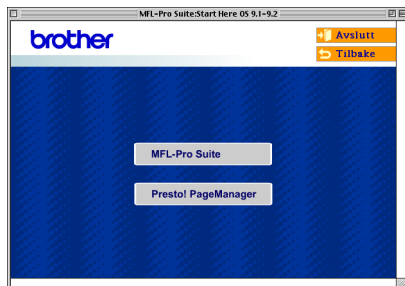 MFL-Pro Suite:Start Here OS 9.1-9.2
brother
Avslutt
Tilbake
MFL-Pro Suite
Presto! PageManager